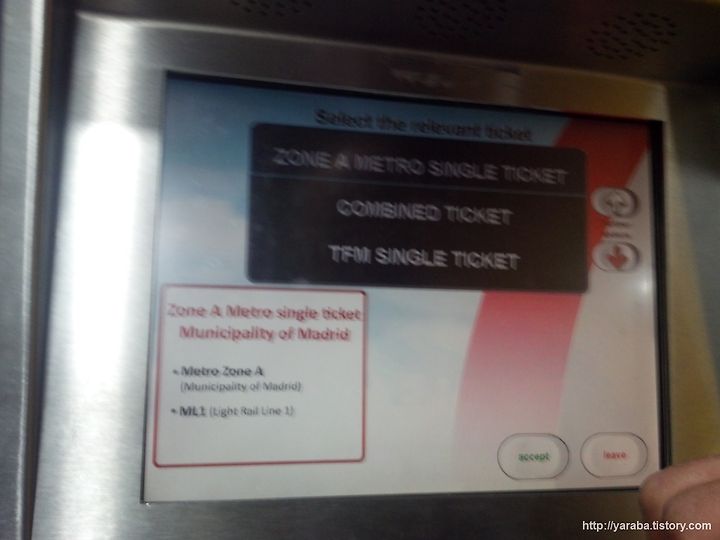 Select the relevant ticket
ZONE A METRO SINGLE TICKET
COMBINED TICKET
TFM SINGLE TICKET
Zone A Metro single ticket
Municipality of Madrid
• Metro Zone A
(Municipality of Madrid)
• ML1 (Light Rail Line 1)
accept
leave
http://yaraba.tistory.com